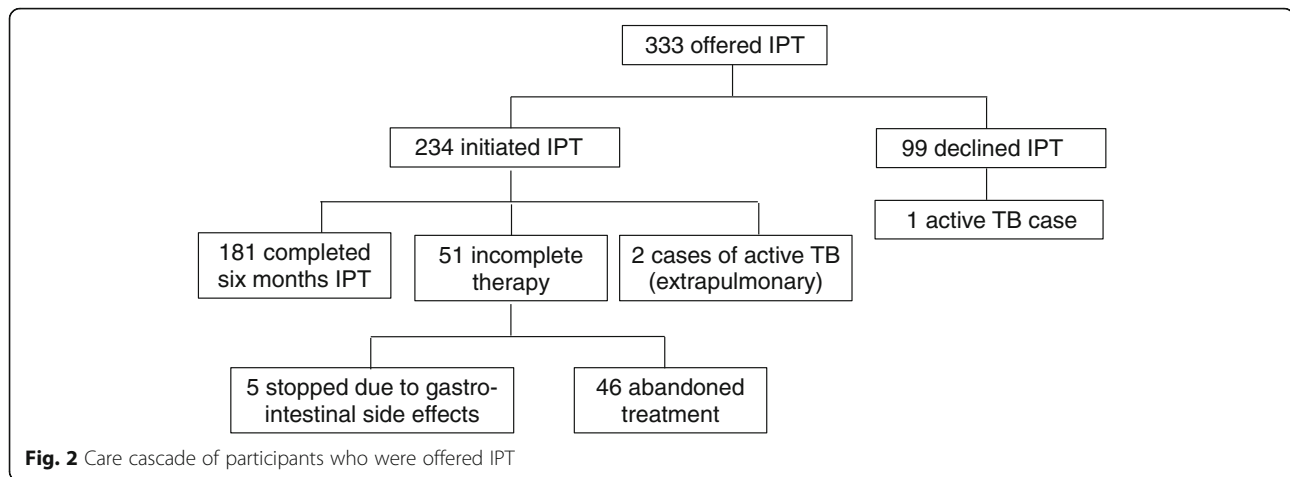 333 offered IPT
234 initiated IPT
99 declined IPT
1 active TB case
181 completed
six months IPT
51 incomplete
therapy
2 cases of active TB
(extrapulmonary)
5 stopped due to gastro-
intestinal side effects
46 abandoned
treatment
Fig. 2 Care cascade of participants who were offered IPT